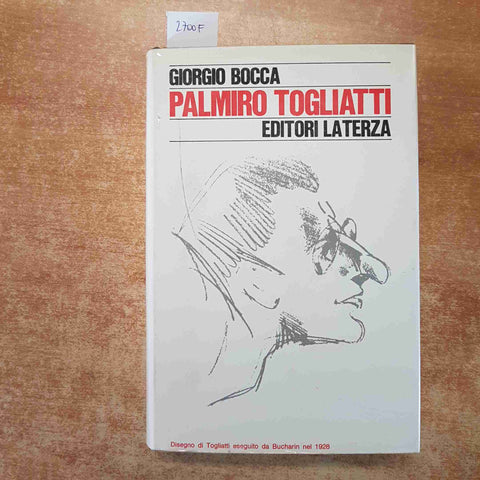 2700F
GIORGIO BOCCA
PALMIRO TOGLIATTI
EDITORI LATERZA
Disegno di Togliatti eseguito da Bucharin nel 1928